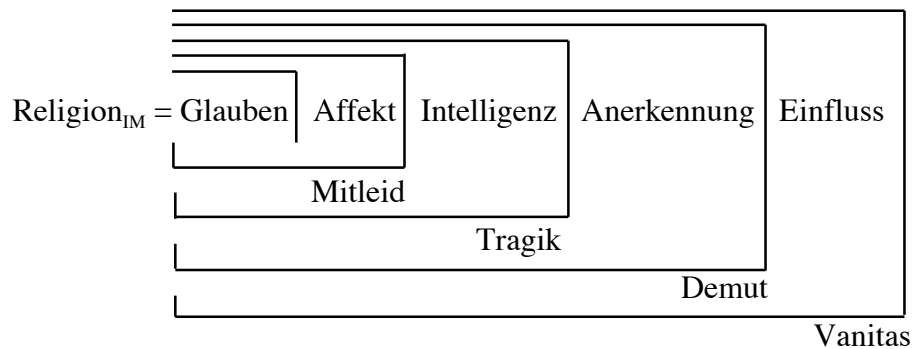 Religion_IM = Glauben Affekt Intelligenz Anerkennung Einfluss
Mitleid
Tragik
Demut
Vanitas